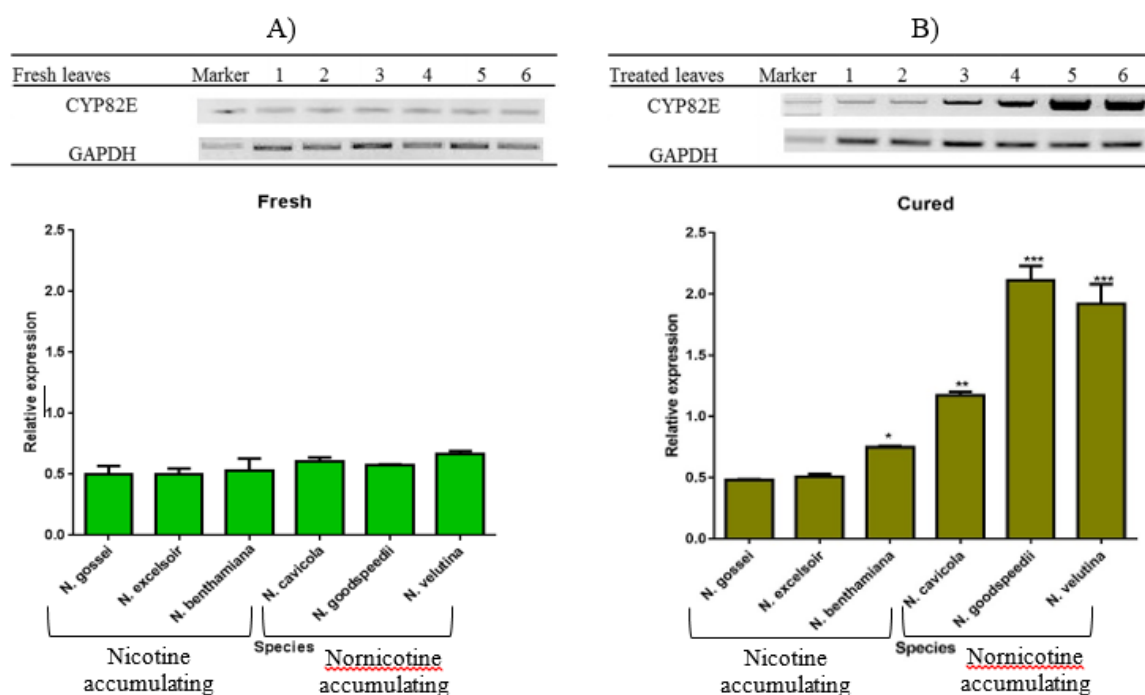 A)
Fresh leaves Marker 1 2 3 4 5 6
CYP82E
GAPDH
Fresh
Relative expression
2.5
2.0
1.5
1.0
0.5
0.0
N. gossei
N. excelsoir
N. benthamiana
N. cavicola
N. goodspeedii
N. velutina
Species
Nicotine
accumulating
Nornicotine
accumulating
B)
Treated leaves Marker 1 2 3 4 5 6
CYP82E
GAPDH
Cured
Relative expression
2.5
2.0
1.5
1.0
0.5
0.0
*
**
***
***
N. gossei
N. excelsoir
N. benthamiana
N. cavicola
N. goodspeedii
N. velutina
Species
Nicotine
accumulating
Nornicotine
accumulating